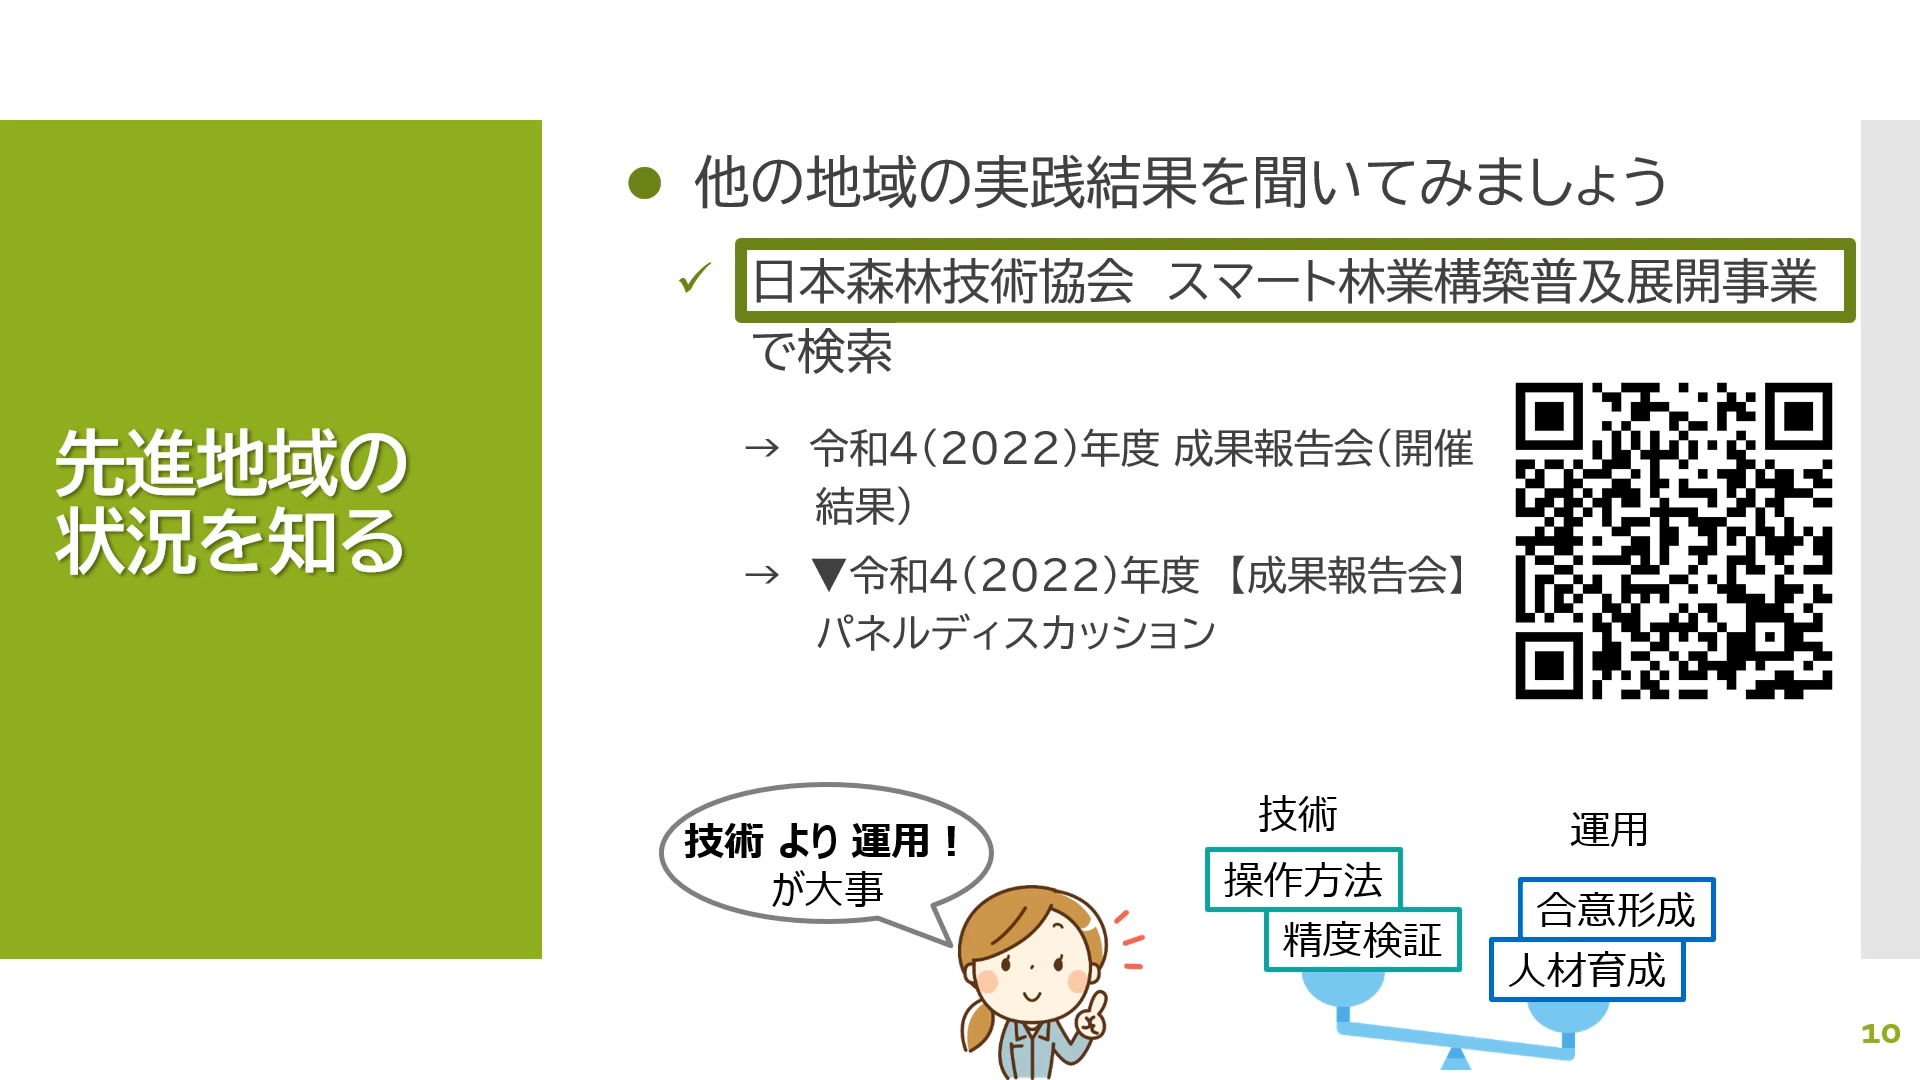 先進地域の
状況を知る
● 他の地域の実践結果を聞いてみましょう
✓ 日本森林技術協会　スマート林業構築普及展開事業
で検索
→ 令和4(2022)年度 成果報告会(開催
結果)
→ ▼令和4(2022)年度 【成果報告会】
パネルディスカッション
技術 より 運用！
が大事
技術
操作方法
精度検証
運用
合意形成
人材育成
10